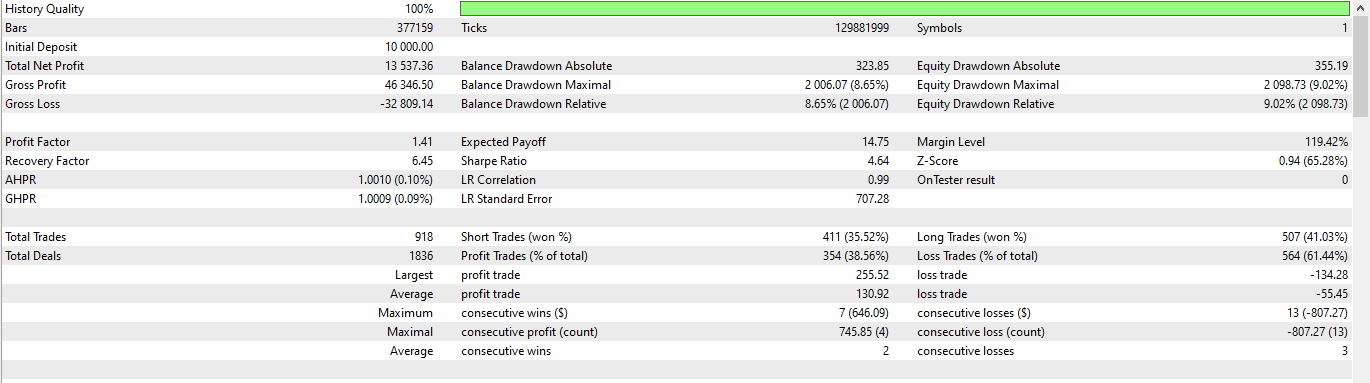 History Quality 100%
Bars 377159 Ticks 129881999 Symbols 1
Initial Deposit 10 000.00
Total Net Profit 13 537.36 Balance Drawdown Absolute 323.85 Equity Drawdown Absolute 355.19
Gross Profit 46 346.50 Balance Drawdown Maximal 2 006.07 (8.65%) Equity Drawdown Maximal 2 098.73 (9.02%)
Gross Loss -32 809.14 Balance Drawdown Relative 8.65% (2 006.07) Equity Drawdown Relative 9.02% (2 098.73)
Profit Factor 1.41 Expected Payoff 14.75 Margin Level 119.42%
Recovery Factor 6.45 Sharpe Ratio 4.64 Z-Score 0.94 (65.28%)
AHPR 1.0010 (0.10%) LR Correlation 0.99 OnTester result 0
GHPR 1.0009 (0.09%) LR Standard Error 707.28
Total Trades 918 Short Trades (won %) 411 (35.52%) Long Trades (won %) 507 (41.03%)
Total Deals 1836 Profit Trades (% of total) 354 (38.56%) Loss Trades (% of total) 564 (61.44%)
Largest profit trade 255.52 loss trade -134.28
Average profit trade 130.92 loss trade -55.45
Maximum consecutive wins ($) 7 (646.09) consecutive losses ($) 13 (-807.27)
Maximal consecutive profit (count) 745.85 (4) consecutive loss (count) -807.27 (13)
Average consecutive wins 2 consecutive losses 3